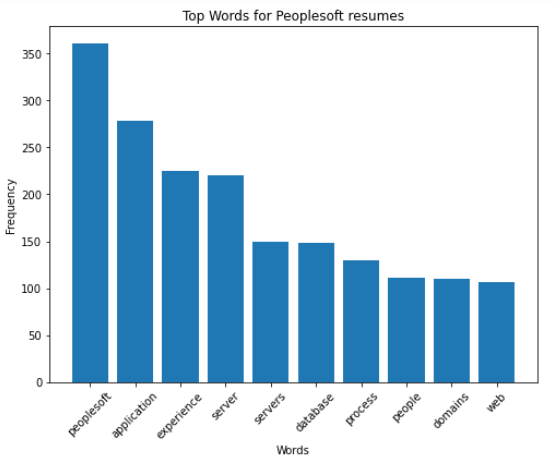 Top Words for Peoplesoft resumes
350
300
250
200
150
100
50
0
Frequency
peoplesoft
application
experience
server
servers
database
process
people
domains
web
Words